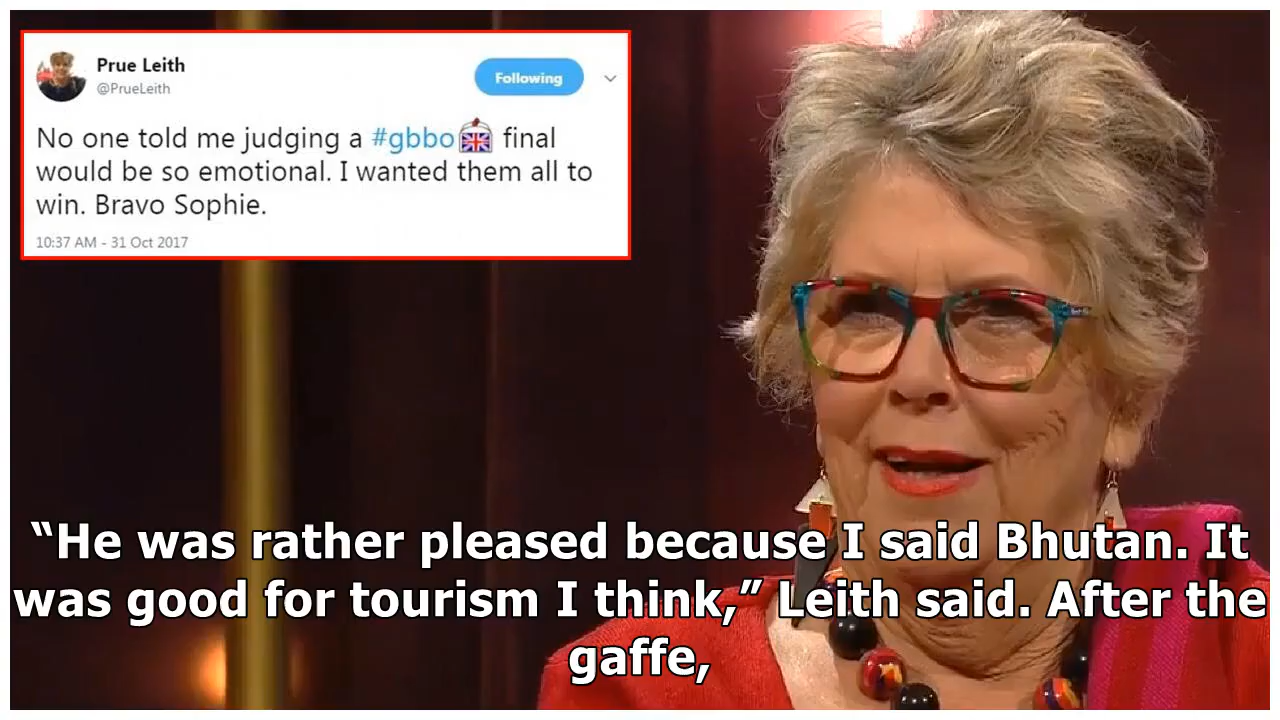 Prue Leith
@PrueLeith
Following
No one told me judging a #gbbo final
would be so emotional. I wanted them all to
win. Bravo Sophie.
10:37 AM - 31 Oct 2017
“He was rather pleased because I said Bhutan. It
was good for tourism I think,” Leith said. After the
gaffe,